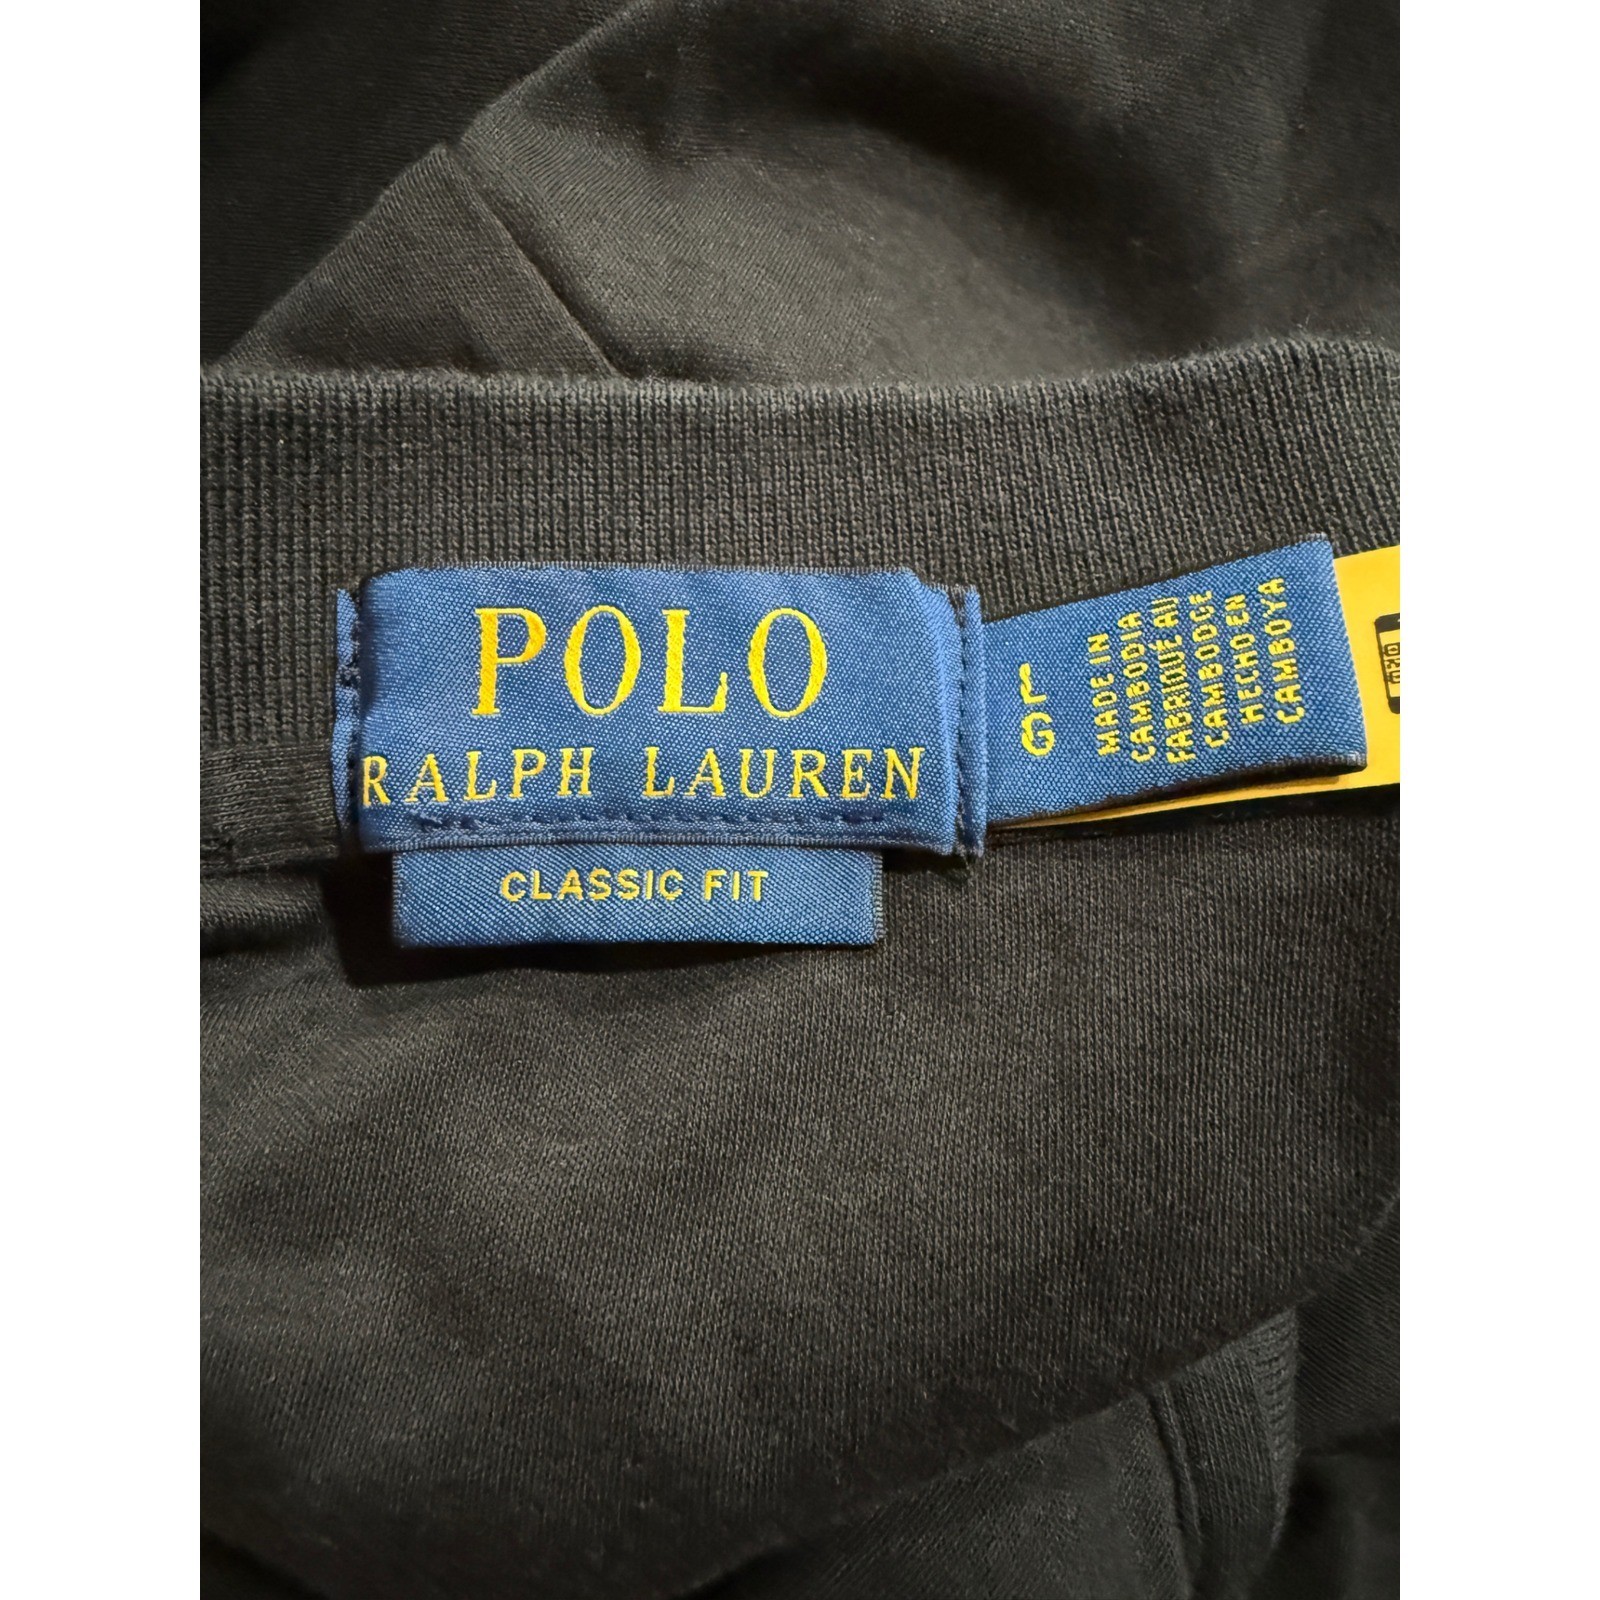 POLO
RALPH LAUREN
CLASSIC FIT
L
G
MADE IN
CAMBODIA
FABRIQUÉ AU
CAMBODGE
HECHO EN
CAMBOYA